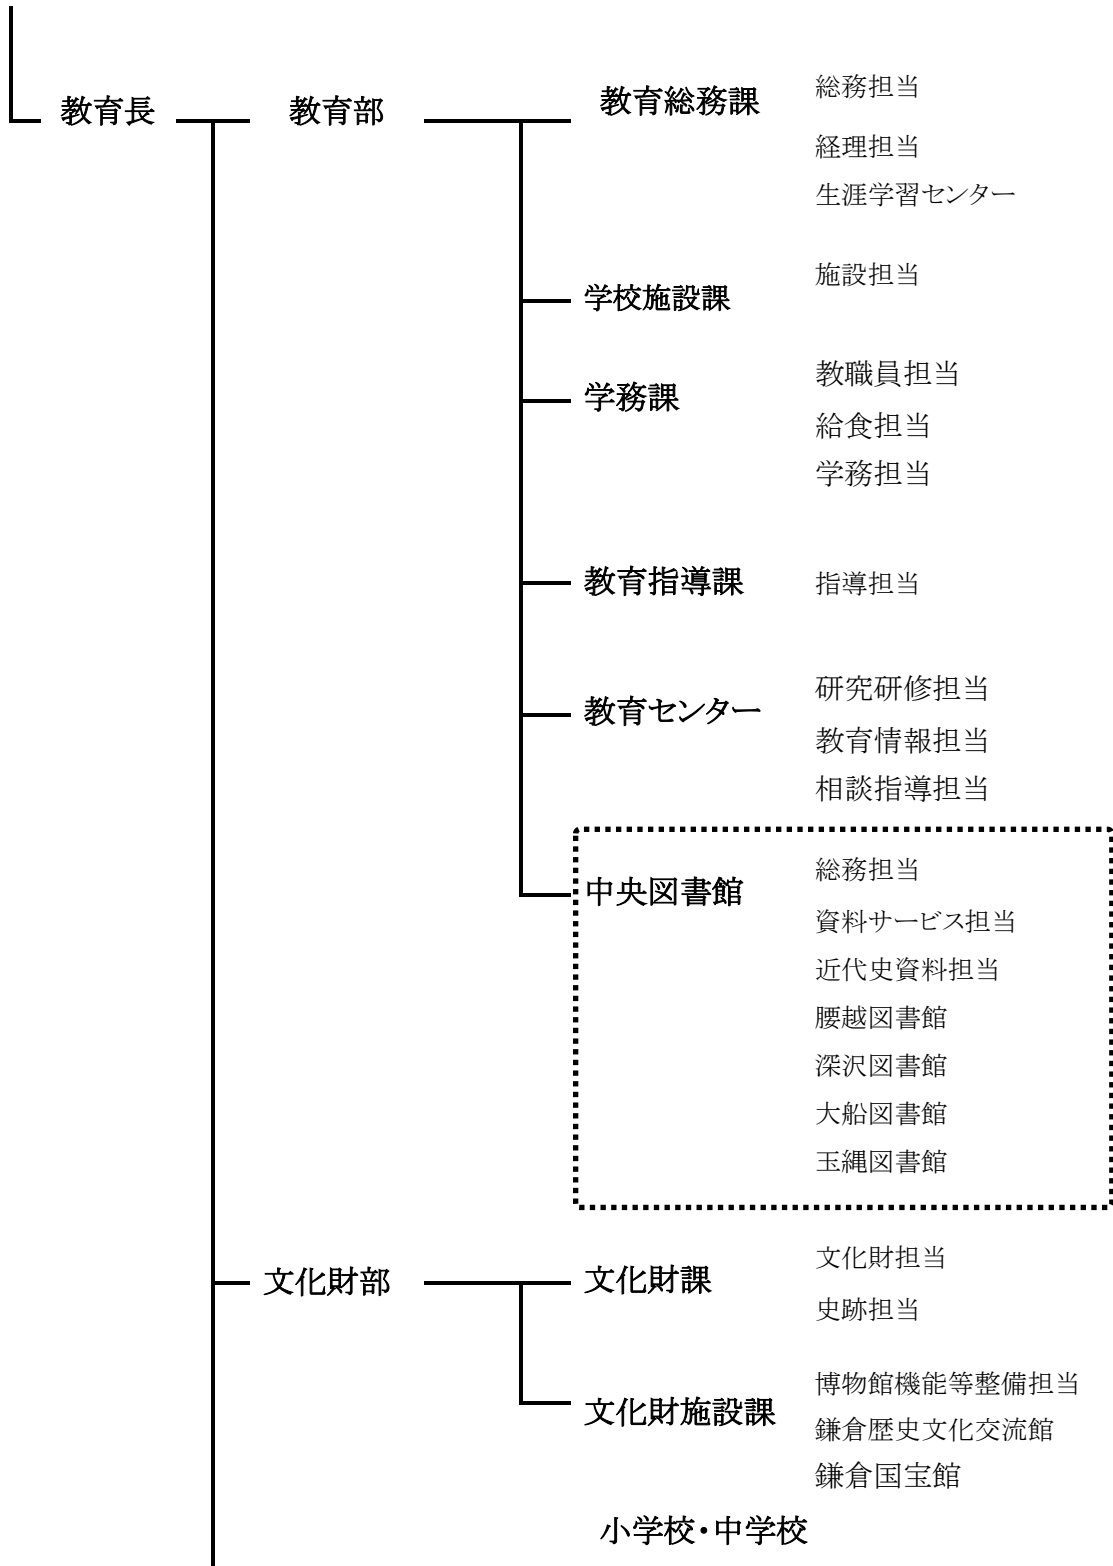 教育長 教育部 教育総務課 総務担当
経理担当
生涯学習センター
学校施設課 施設担当
学務課 教職員担当
給食担当
学務担当
教育指導課 指導担当
教育センター 研究研修担当
教育情報担当
相談指導担当
中央図書館 総務担当
資料サービス担当
近代史資料担当
腰越図書館
深沢図書館
大船図書館
玉縄図書館
文化財部 文化財課 文化財担当
史跡担当
文化財施設課 博物館機能等整備担当
鎌倉歴史文化交流館
鎌倉国宝館
小学校・中学校